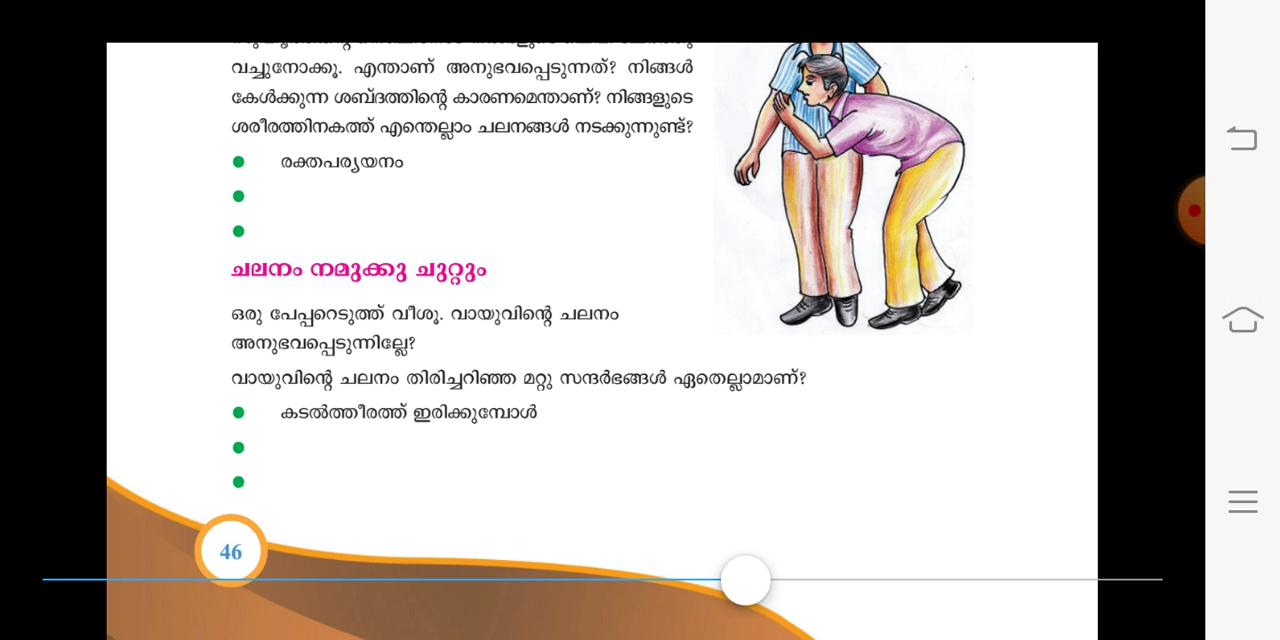 വച്ചുനോക്കൂ. എന്താണ് അനുഭവപ്പെടുന്നത്? നിങ്ങൾ
കേൾക്കുന്ന ശബ്ദത്തിന്റെ കാരണമെന്താണ്? നിങ്ങളുടെ
ശരീരത്തിനകത്ത് എന്തെല്ലാം ചലനങ്ങൾ നടക്കുന്നുണ്ട്?
രക്തപര്യയനം
ചലനം നമുക്കു ചുറ്റും
ഒരു പേപ്പറെടുത്ത് വീശൂ. വായുവിന്റെ ചലനം
അനുഭവപ്പെടുന്നില്ലേ?
വായുവിന്റെ ചലനം തിരിച്ചറിഞ്ഞ മറ്റു സന്ദർഭങ്ങൾ ഏതെല്ലാമാണ്?
കടൽത്തീരത്ത് ഇരിക്കുമ്പോൾ
46